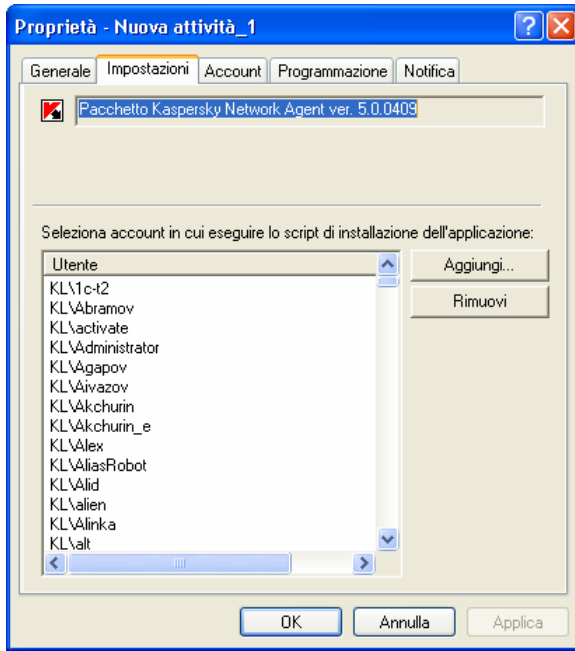 Proprietà - Nuova attività_1
Generale Impostazioni Account Programmazione Notifica
Pacchetto Kaspersky Network Agent ver. 5.0.0409
Seleziona account in cui eseguire lo script di installazione dell'applicazione:
Utente
Aggiungi...
Rimuovi
KL\1c-t2
KL\Abramov
KL\activate
KL\Administrator
KL\Agapov
KL\Aivazov
KL\Akchurin
KL\Akchurin_e
KL\Alex
KL\AliasRobot
KL\Alid
KL\alien
KL\Alinka
KL\alt
OK Annulla Applica